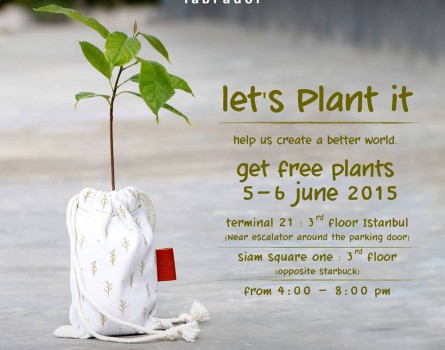 labrador
let's Plant it
help us create a better world.
get free plants
5-6 june 2015
terminal 21 : 3rd floor Istanbul
(Near escalator around the parking door)
siam square one : 3rd floor
(opposite starbuck)
from 4:00 - 8:00 pm